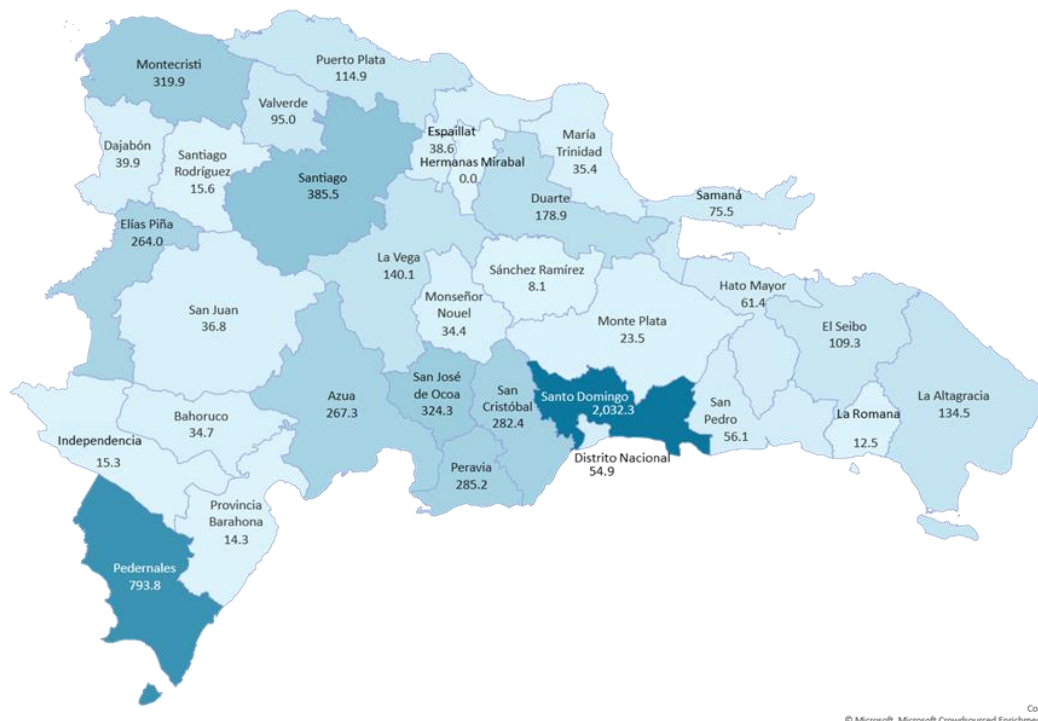 Montecristi
319.9
Puerto Plata
114.9
Valverde
95.0
Dajabón
39.9
Santiago
Rodríguez
15.6
Santiago
385.5
Espaillat
38.6
Hermanas Mirabal
0.0
María
Trinidad
35.4
Duarte
178.9
Samaná
75.5
Elías Piña
264.0
La Vega
140.1
Sánchez Ramírez
8.1
Hato Mayor
61.4
San Juan
36.8
Monseñor
Nouel
34.4
Monte Plata
23.5
El Seibo
109.3
Azua
267.3
San José
de Ocoa
324.3
San
Cristóbal
282.4
Santo Domingo
2,032.3
San
Pedro
56.1
La Romana
12.5
La Altagracia
134.5
Bahoruco
34.7
Independencia
15.3
Peravia
285.2
Distrito Nacional
54.9
Provincia
Barahona
14.3
Pedernales
793.8
Co
© Microsoft, Microsoft Crowdsourced Enrichme